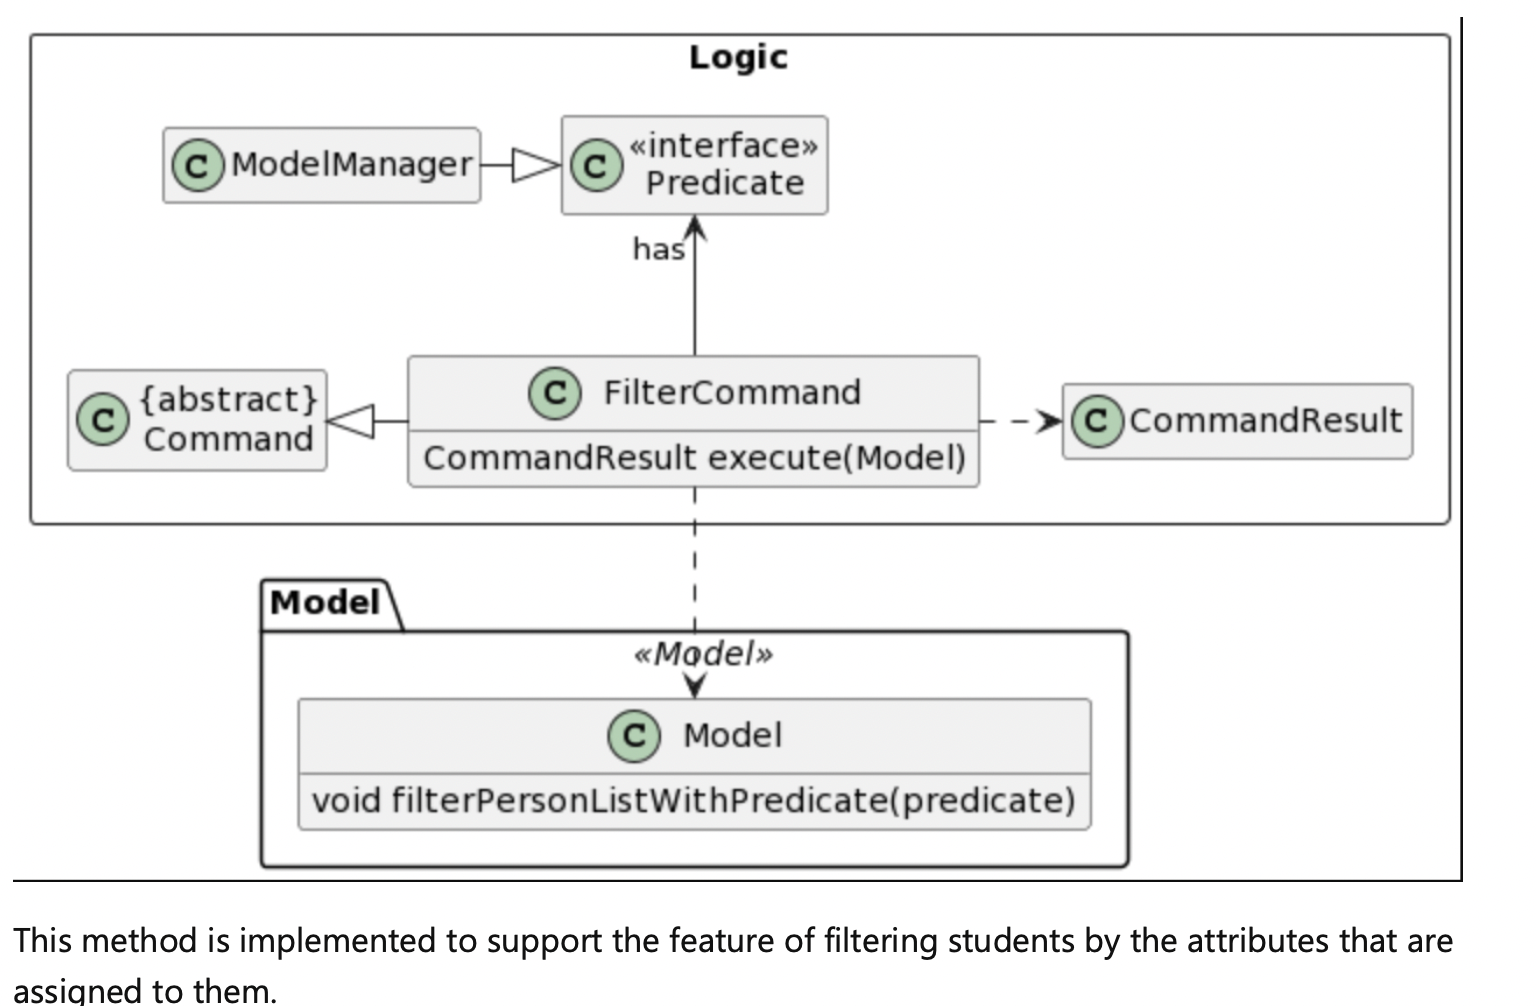 Logic
C ModelManager
C «interface»
Predicate
has
C {abstract}
Command
C FilterCommand
CommandResult execute(Model)
C CommandResult
Model
«Model»
C Model
void filterPersonListWithPredicate(predicate)
This method is implemented to support the feature of filtering students by the attributes that are
assigned to them.